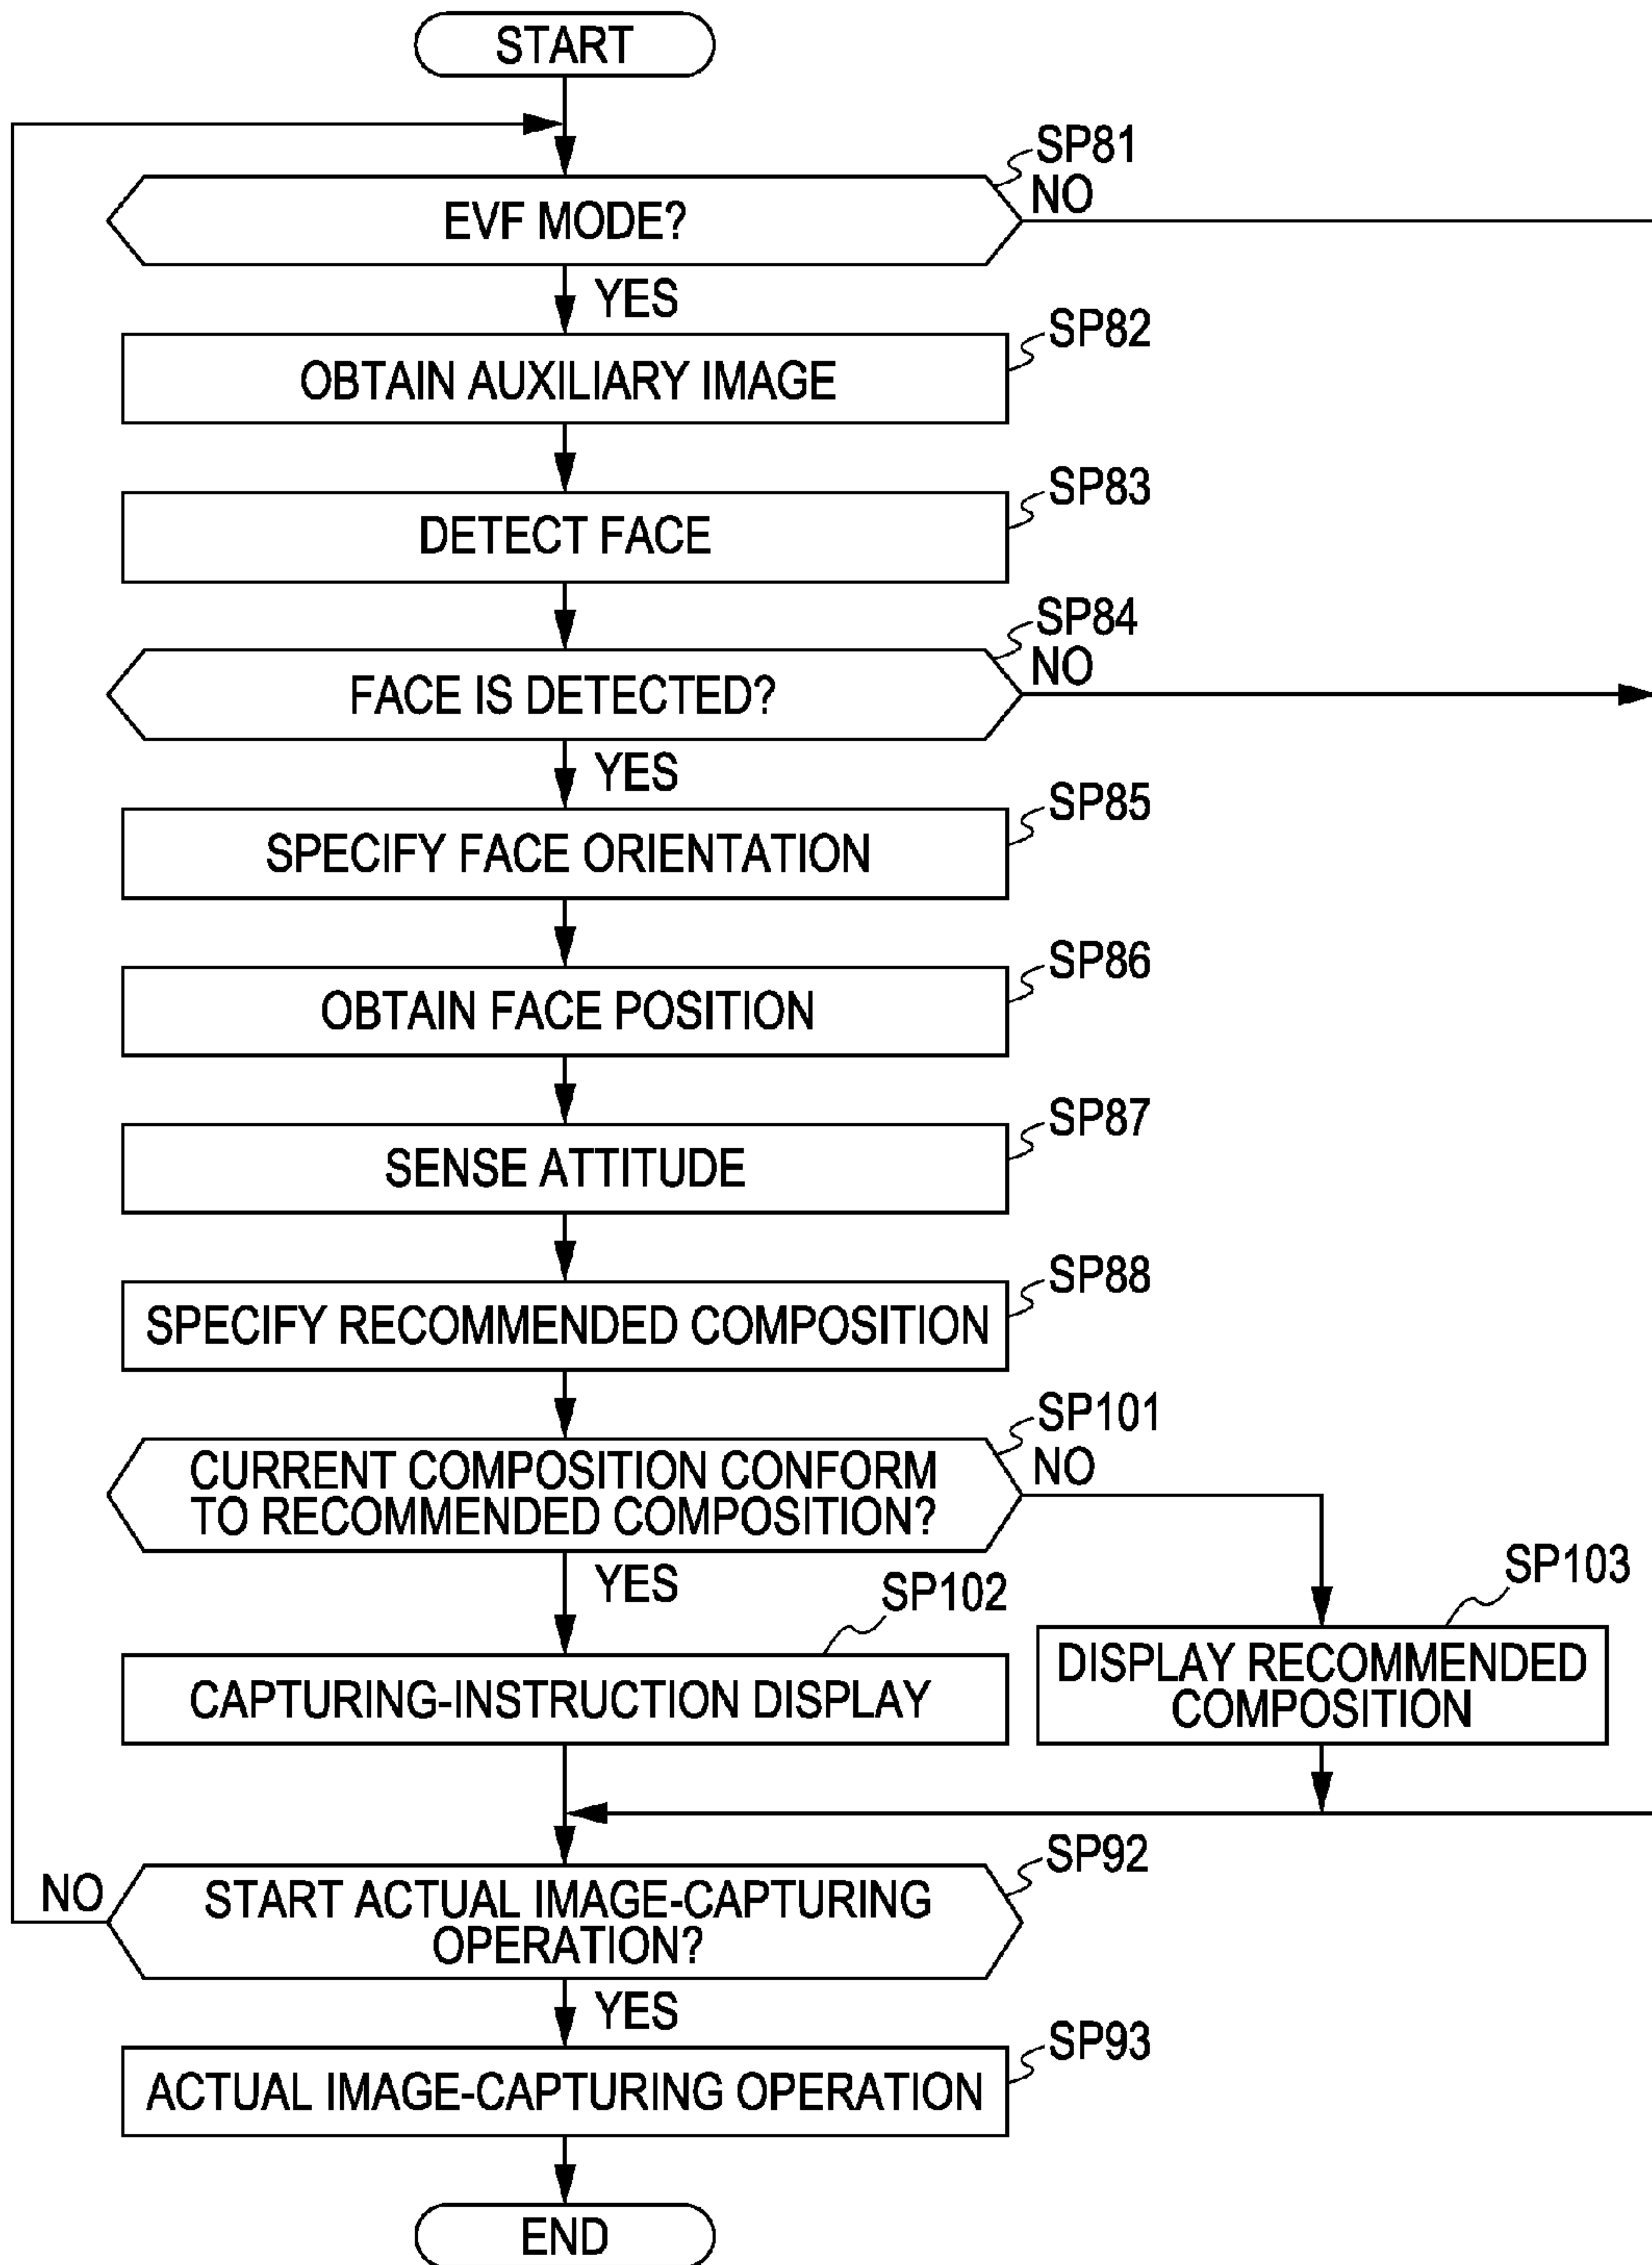 START
SP81
EVF MODE?
NO
YES
SP82
OBTAIN AUXILIARY IMAGE
SP83
DETECT FACE
SP84
FACE IS DETECTED?
NO
YES
SP85
SPECIFY FACE ORIENTATION
SP86
OBTAIN FACE POSITION
SP87
SENSE ATTITUDE
SP88
SPECIFY RECOMMENDED COMPOSITION
SP101
CURRENT COMPOSITION CONFORM
TO RECOMMENDED COMPOSITION?
NO
YES
SP102
CAPTURING-INSTRUCTION DISPLAY
SP103
DISPLAY RECOMMENDED
COMPOSITION
SP92
NO
START ACTUAL IMAGE-CAPTURING
OPERATION?
YES
SP93
ACTUAL IMAGE-CAPTURING OPERATION
END